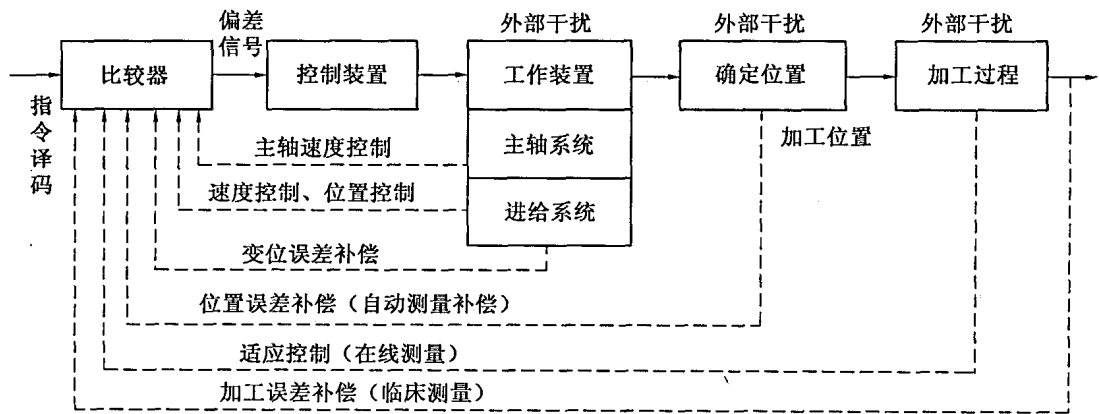 偏差
信号
外部干扰
外部干扰
外部干扰
比较器
控制装置
工作装置
确定位置
加工过程
指令译码
主轴速度控制
主轴系统
加工位置
速度控制、位置控制
进给系统
变位误差补偿
位置误差补偿（自动测量补偿）
适应控制（在线测量）
加工误差补偿（临床测量）